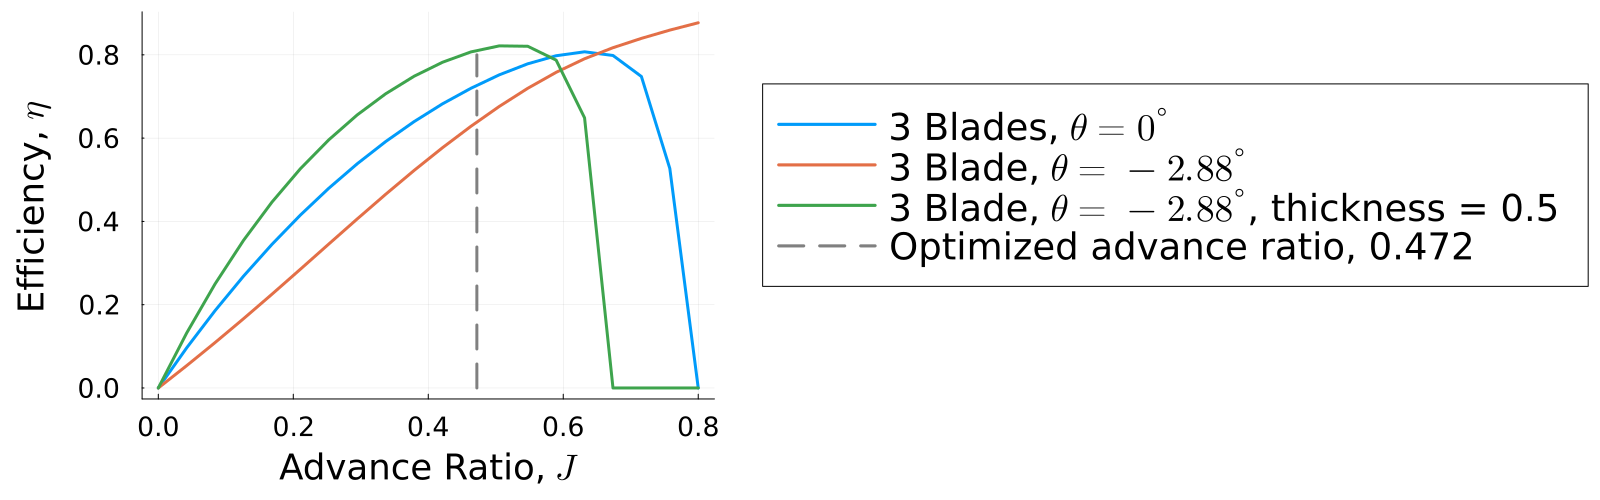 Efficiency, η
0.8
0.6
0.4
0.2
0.0
0.0 0.2 0.4 0.6 0.8
Advance Ratio, J
3 Blades, θ = 0°
3 Blade, θ = − 2.88°
3 Blade, θ = − 2.88°, thickness = 0.5
Optimized advance ratio, 0.472